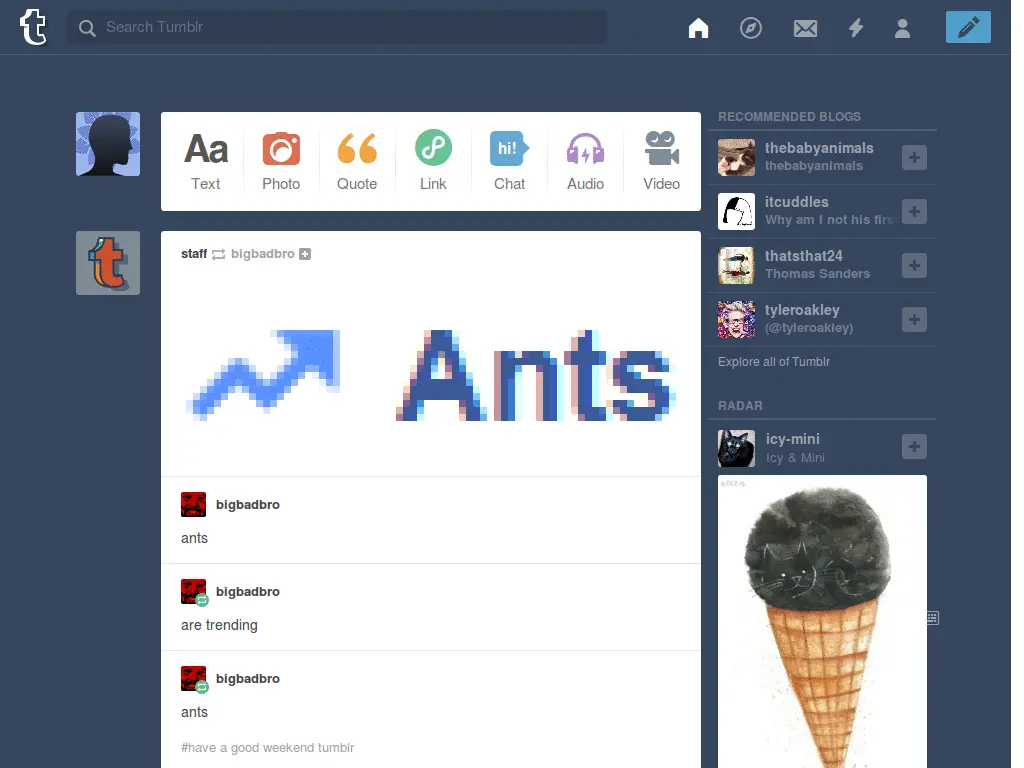 Search Tumblr
Aa
Text
Photo
Quote
Link
hi!
Chat
Audio
Video
staff bigbadbro
Ants
bigbadbro
ants
bigbadbro
are trending
bigbadbro
ants
#have a good weekend tumblr
RECOMMENDED BLOGS
thebabyanimals
thebabyanimals
itcuddles
Why am I not his firs
thatsthat24
Thomas Sanders
tyleroakley
(@tyleroakley)
Explore all of Tumblr
RADAR
icy-mini
Icy & Mini